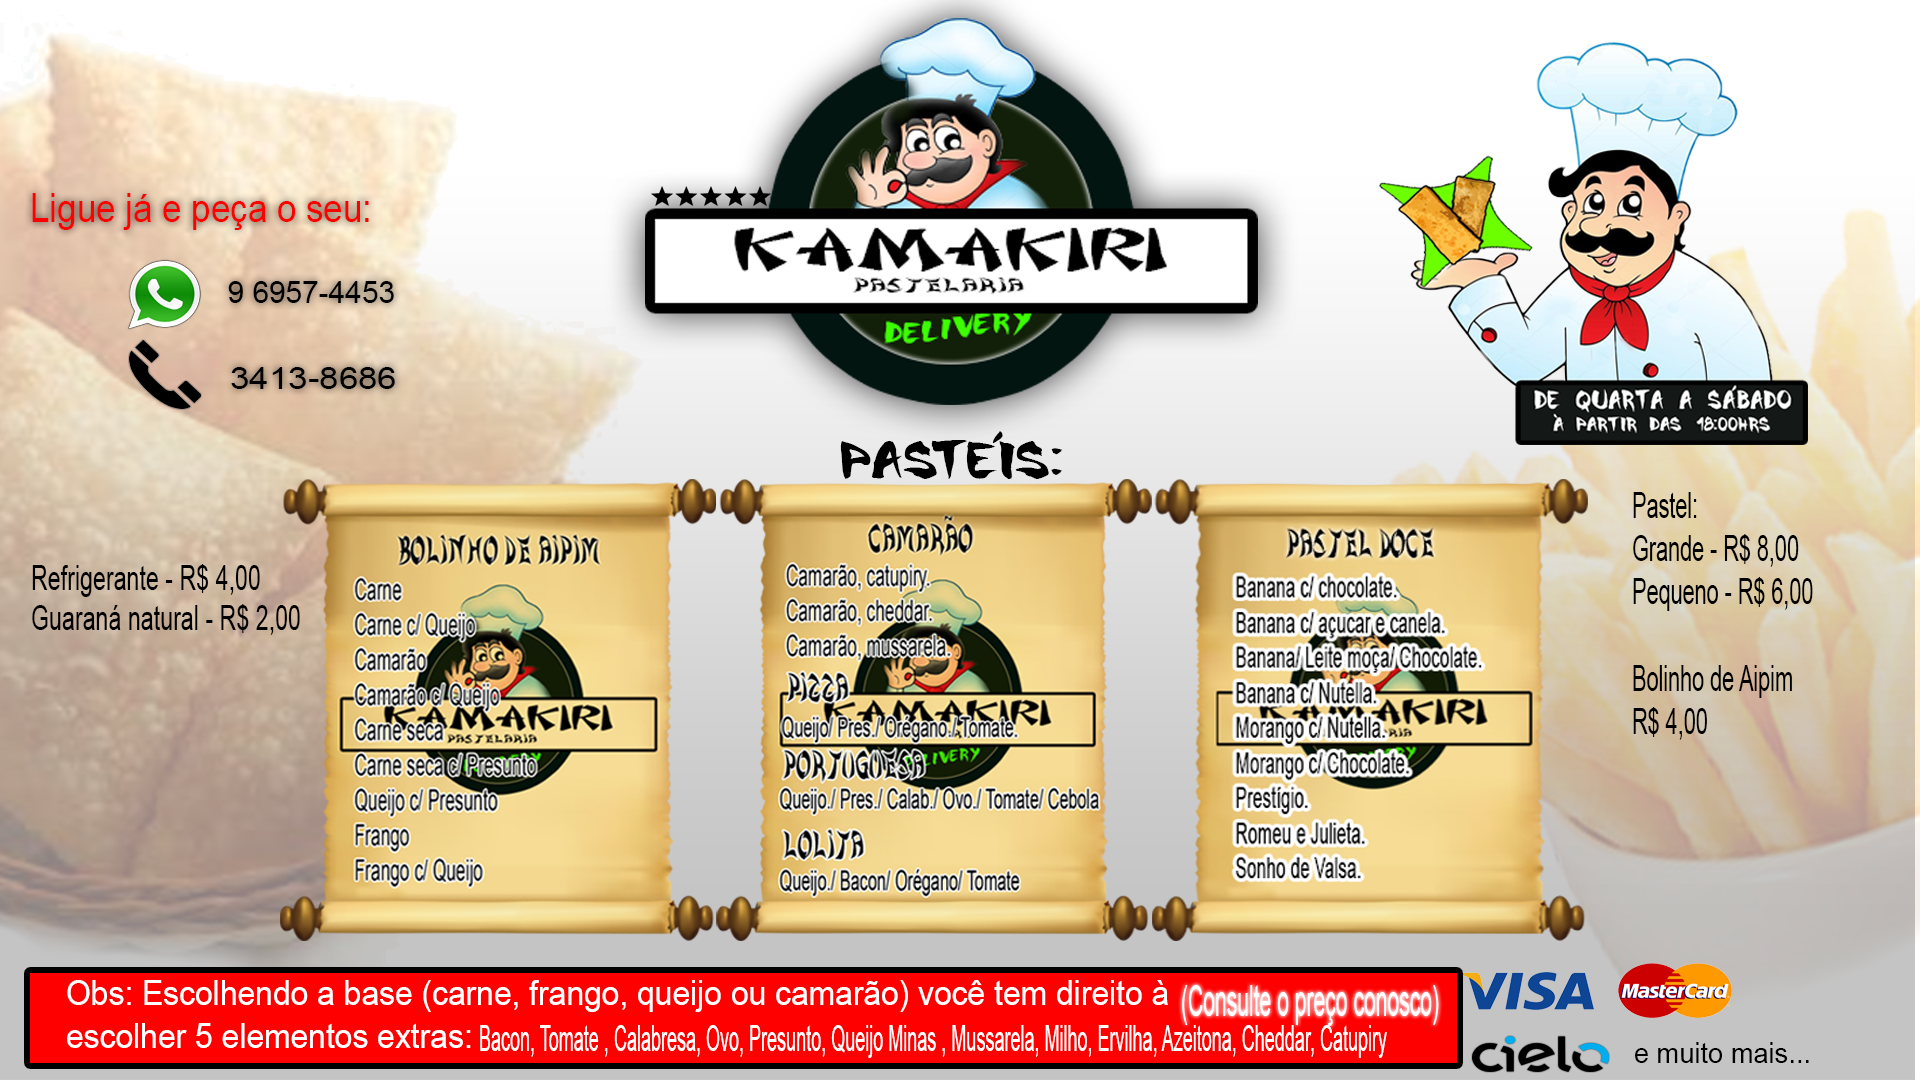 KAMAKIRI
PASTELARIA
DELIVERY
Ligue já e peça o seu:
9 6957-4453
3413-8686
DE QUARTA A SÁBADO
À PARTIR DAS 18:00HRS
PASTEÍS:
Refrigerante - R$ 4,00
Guaraná natural - R$ 2,00
BOLINHO DE AIPIM
Carne
Carne c/ Queijo
Camarão
Camarão c/ Queijo
Carne seca
Carne seca c/ Presunto
Queijo c/ Presunto
Frango
Frango c/ Queijo
KAMAKIRI
PASTELARIA
CAMARÃO
Camarão, catupiry.
Camarão, cheddar.
Camarão, mussarela.
PIZZA
Queijo/ Pres./ Orégano./ Tomate.
PORTUGUESA
Queijo./ Pres./ Calab./ Ovo./ Tomate/ Cebola
LOLITA
Queijo./ Bacon/ Orégano/ Tomate
KAMAKIRI
DELIVERY
PASTEL DOCE
Banana c/ chocolate.
Banana c/ açucar e canela.
Banana/ Leite moça/ Chocolate.
Banana c/ Nutella.
Morango c/ Nutella.
Morango c/ Chocolate.
Prestígio.
Romeu e Julieta.
Sonho de Valsa.
KAMAKIRI
Pastel:
Grande - R$ 8,00
Pequeno - R$ 6,00
Bolinho de Aipim
R$ 4,00
Obs: Escolhendo a base (carne, frango, queijo ou camarão) você tem direito à (Consulte o preço conosco)
escolher 5 elementos extras: Bacon, Tomate , Calabresa, Ovo, Presunto, Queijo Minas , Mussarela, Milho, Ervilha, Azeitona, Cheddar, Catupiry
VISA
MasterCard
cielo
e muito mais...